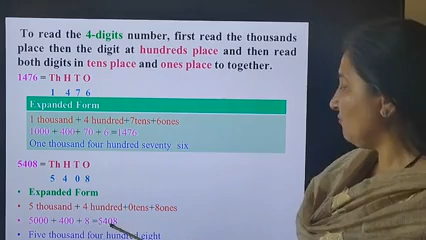 To read the 4-digits number, first read the thousands
place then the digit at hundreds place and then read
both digits in tens place and ones place to together.
1476 = Th H T O
1 4 7 6
Expanded Form
1 thousand + 4 hundred+7tens+6ones
1000 + 400+ 70 + 6 =1476
One thousand four hundred seventy six
5408 = Th H T O
5 4 0 8
• Expanded Form
• 5 thousand + 4 hundred+0tens+8ones
• 5000 + 400 + 8 =5408
• Five thousand four hundred eight